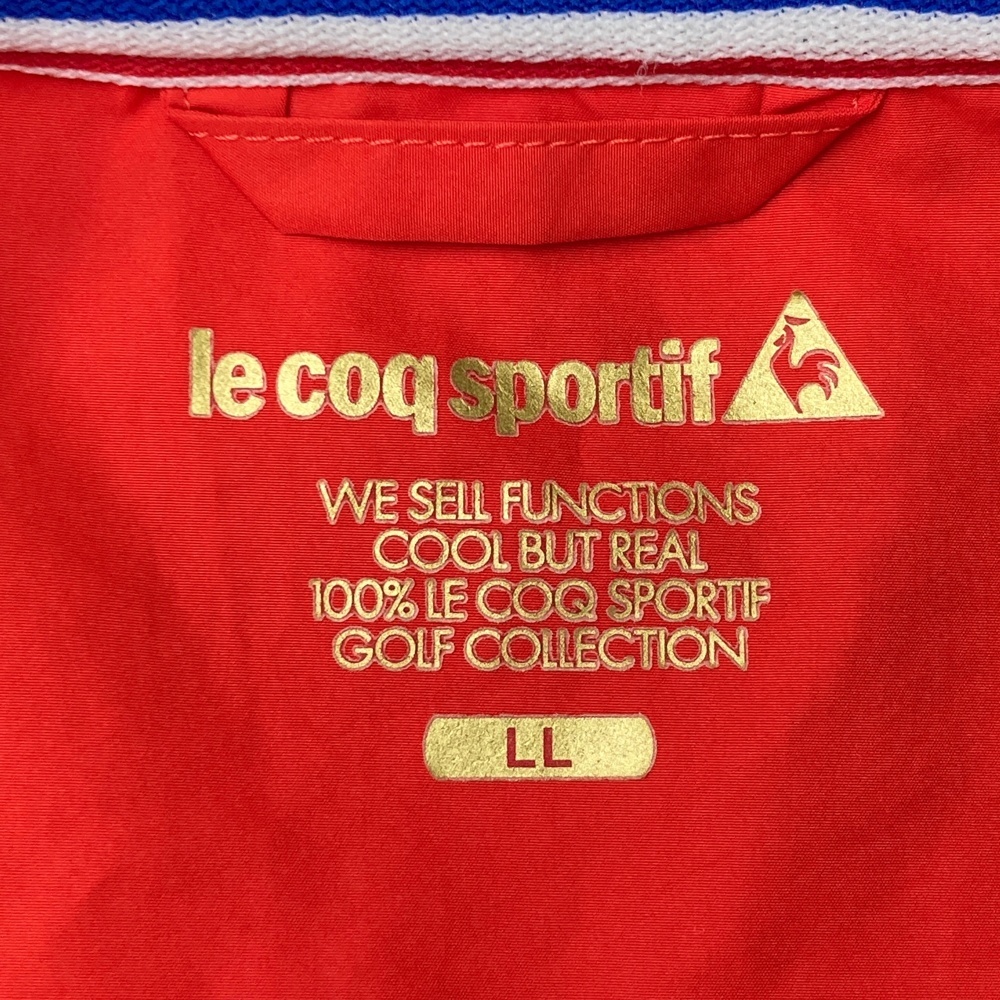 le coq sportif
WE SELL FUNCTIONS
COOL BUT REAL
100% LE COQ SPORTIF
GOLF COLLECTION
LL